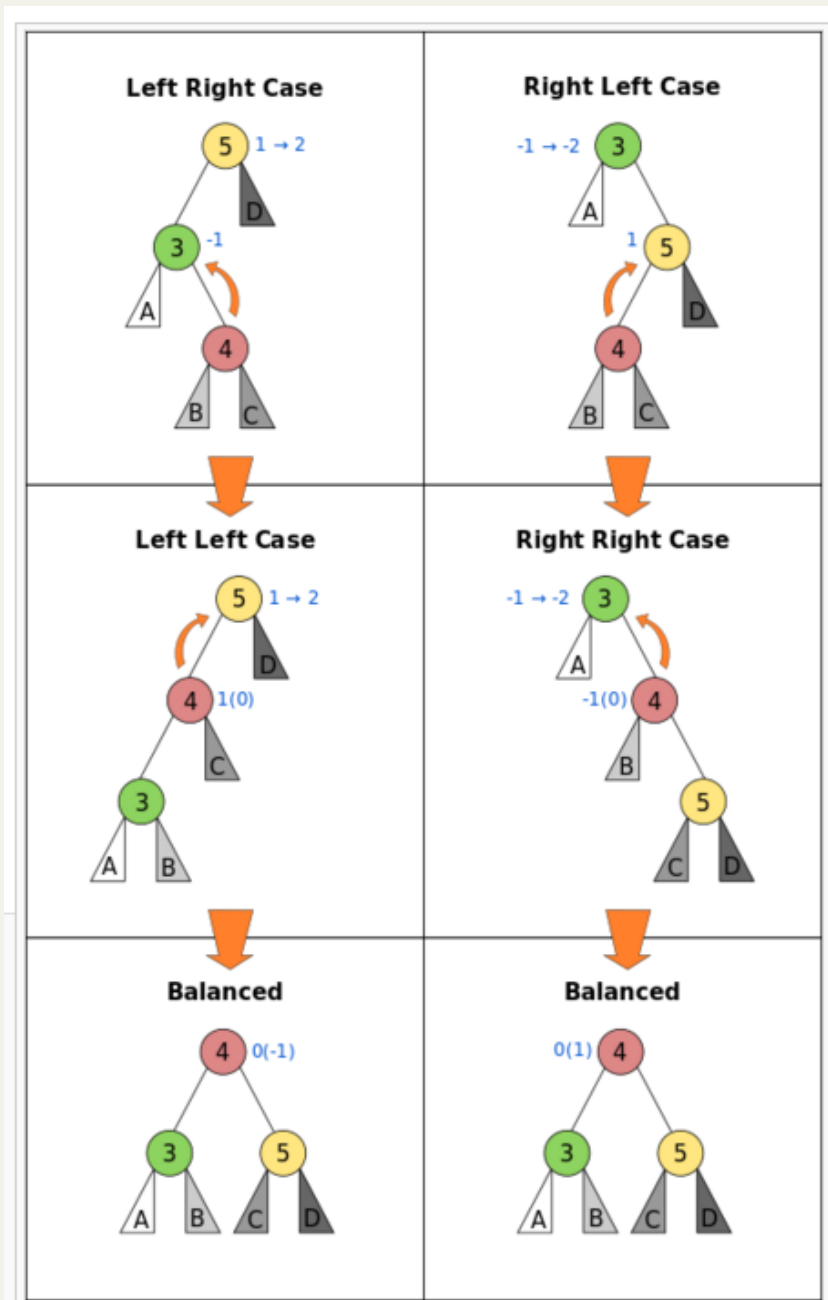 Left Right Case
5 1 → 2
D
3 -1
A
4
B C
Right Left Case
-1 → -2 3
A
1 5
D
4
B C
Left Left Case
5 1 → 2
D
4 1(0)
C
3
A B
Right Right Case
-1 → -2 3
A
-1(0) 4
B
5
C D
Balanced
4 0(-1)
3 5
A B C D
Balanced
0(1) 4
3 5
A B C D